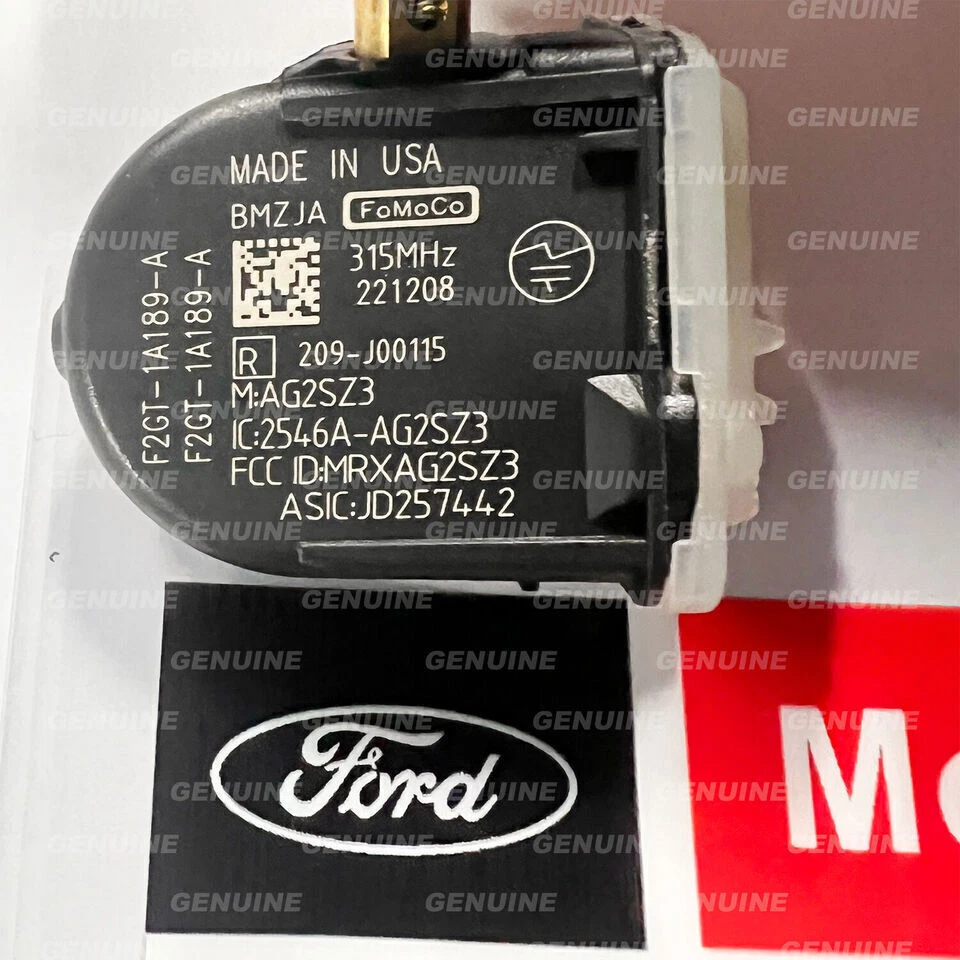 MADE IN USA
BMZJA FoMoCo
315MHz
221208
R 209-J00115
M:AG2SZ3
IC:2546A-AG2SZ3
FCC ID:MRXAG2SZ3
ASIC:JD257442
F2GT-1A189-A
F2GT-1A189-A
Ford
GENUINE